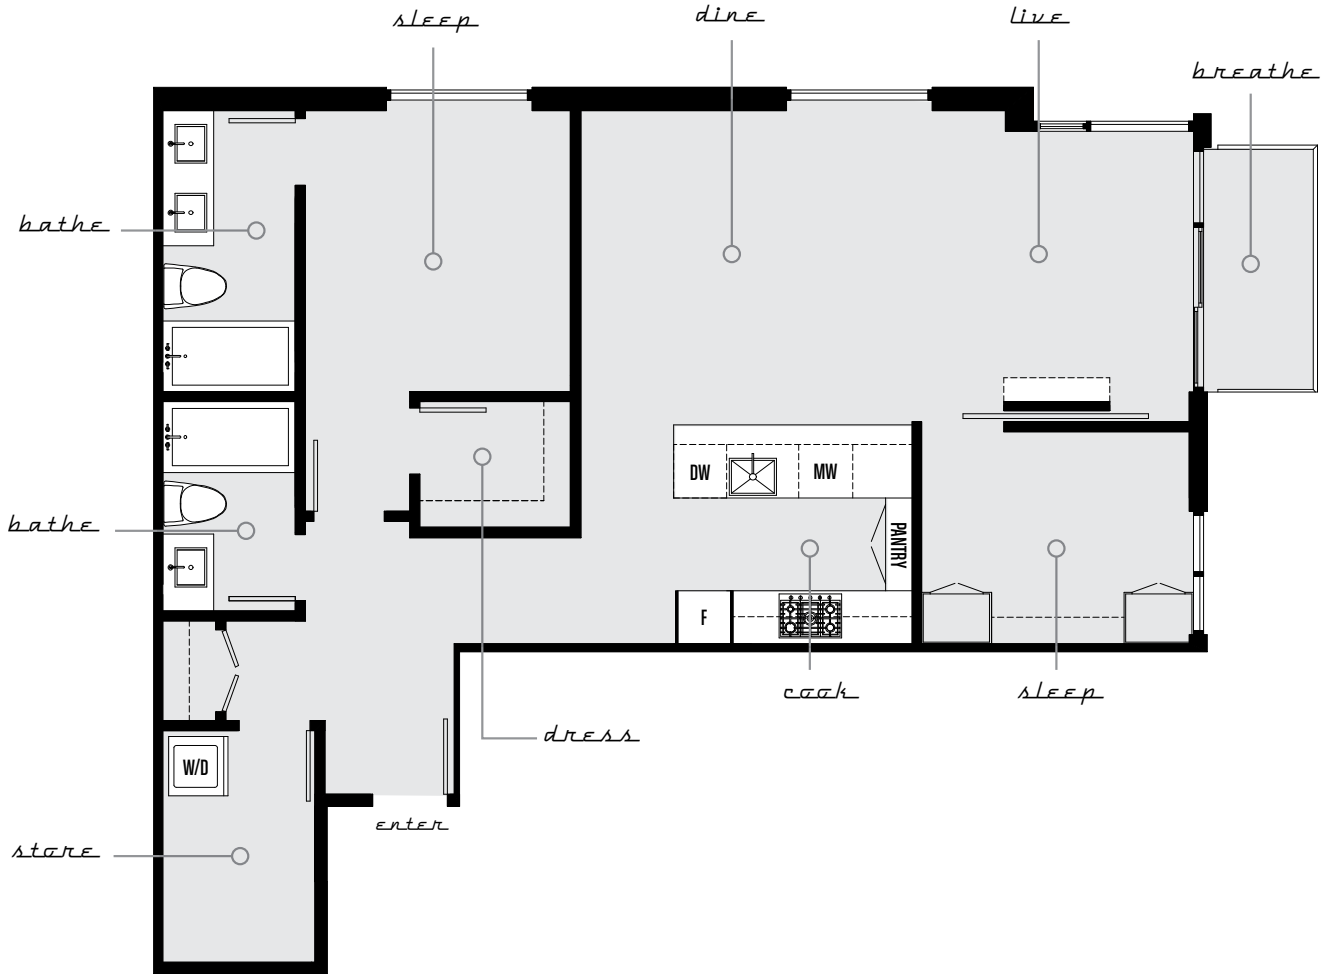 sleep
dine
live
breathe
bathe
DW
MW
bathe
PANTRY
F
cook
sleep
dress
W/D
enter
store